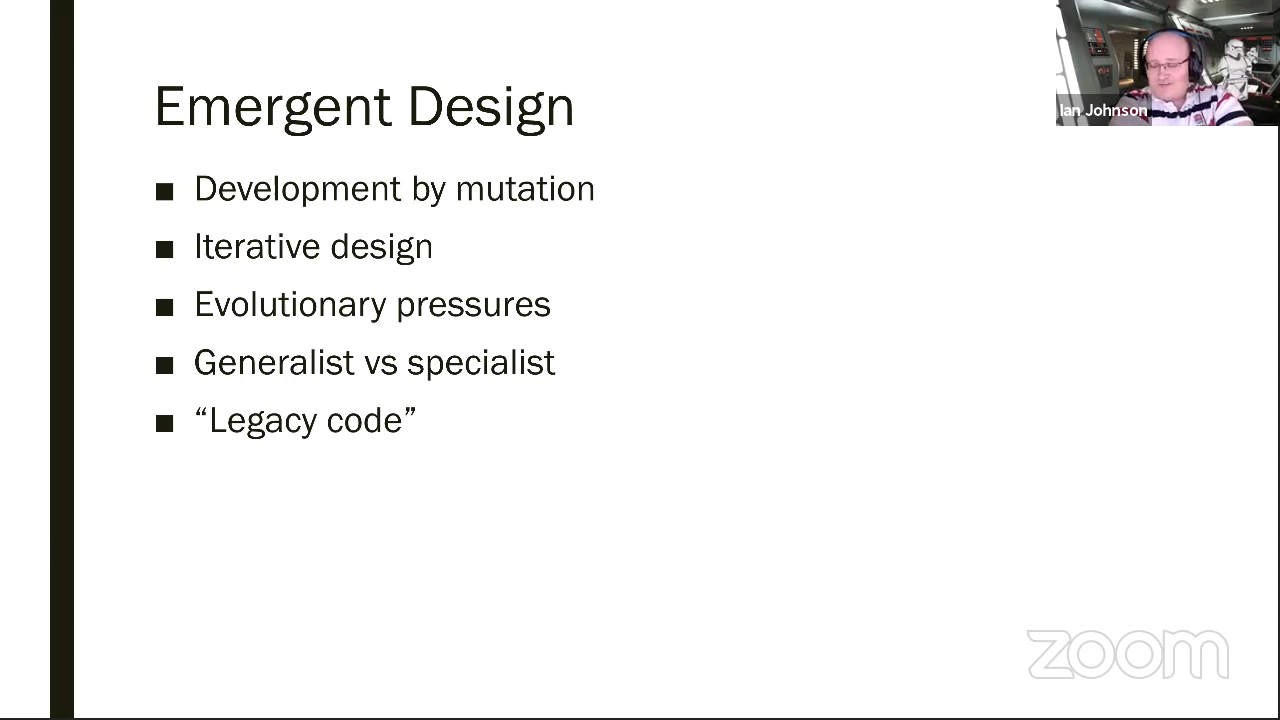 Emergent Design
■ Development by mutation
■ Iterative design
■ Evolutionary pressures
■ Generalist vs specialist
■ “Legacy code”
Ian Johnson
zoom